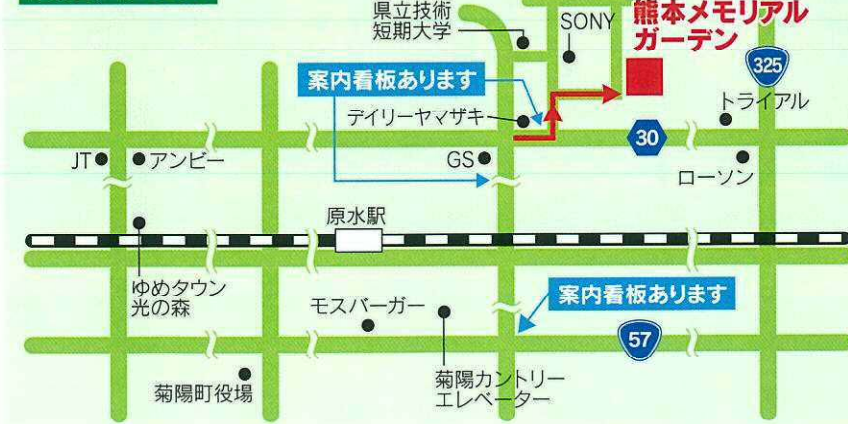 県立技術
短期大学
SONY
熊本メモリアル
ガーデン
325
案内看板あります
トライアル
デイリーヤマザキ
30
JT
アンビー
GS
ローソン
原水駅
ゆめタウン
光の森
モスバーガー
案内看板あります
57
菊陽町役場
菊陽カントリー
エレベーター